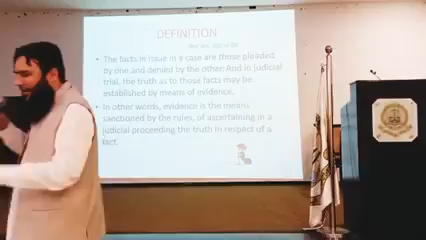 DEFINITION
• The facts in issue in a case are those pleaded
by one and denied by the other. And in judicial
trial, the truth as to those facts may be
established by means of evidence.
• In other words, evidence is the means
sanctioned by the rules, of ascertaining in a
judicial proceeding the truth in respect of a
fact.